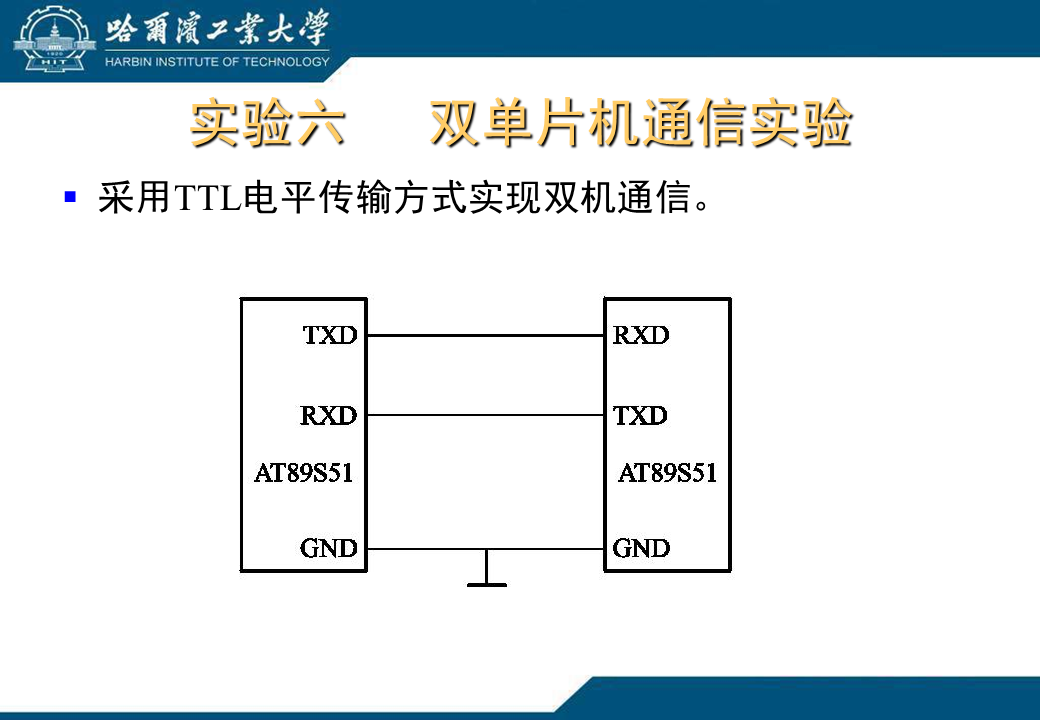 哈爾濱工業大學
HARBIN INSTITUTE OF TECHNOLOGY
实验六 双单片机通信实验
采用TTL电平传输方式实现双机通信。
TXD RXD
RXD TXD
AT89S51 AT89S51
GND GND